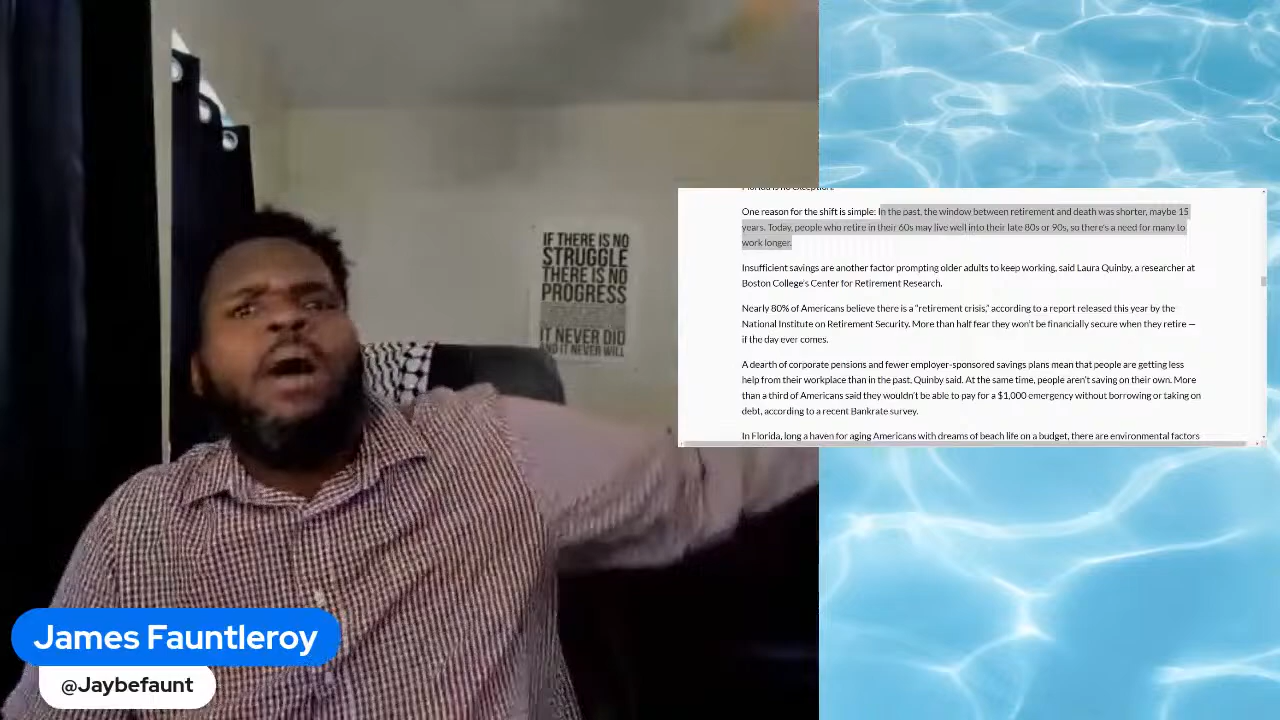 IF THERE IS NO
STRUGGLE
THERE IS NO
PROGRESS
IT NEVER DID
AND IT NEVER WILL
Florida is no exception.
One reason for the shift is simple: In the past, the window between retirement and death was shorter, maybe 15
years. Today, people who retire in their 60s may live well into their late 80s or 90s, so there's a need for many to
work longer.
Insufficient savings are another factor prompting older adults to keep working, said Laura Quinby, a researcher at
Boston College's Center for Retirement Research.
Nearly 80% of Americans believe there is a “retirement crisis,” according to a report released this year by the
National Institute on Retirement Security. More than half fear they won't be financially secure when they retire —
if the day ever comes.
A dearth of corporate pensions and fewer employer-sponsored savings plans mean that people are getting less
help from their workplace than in the past, Quinby said. At the same time, people aren't saving on their own. More
than a third of Americans said they wouldn't be able to pay for a $1,000 emergency without borrowing or taking on
debt, according to a recent Bankrate survey.
In Florida, long a haven for aging Americans with dreams of beach life on a budget, there are environmental factors
James Fauntleroy
@Jaybefaunt